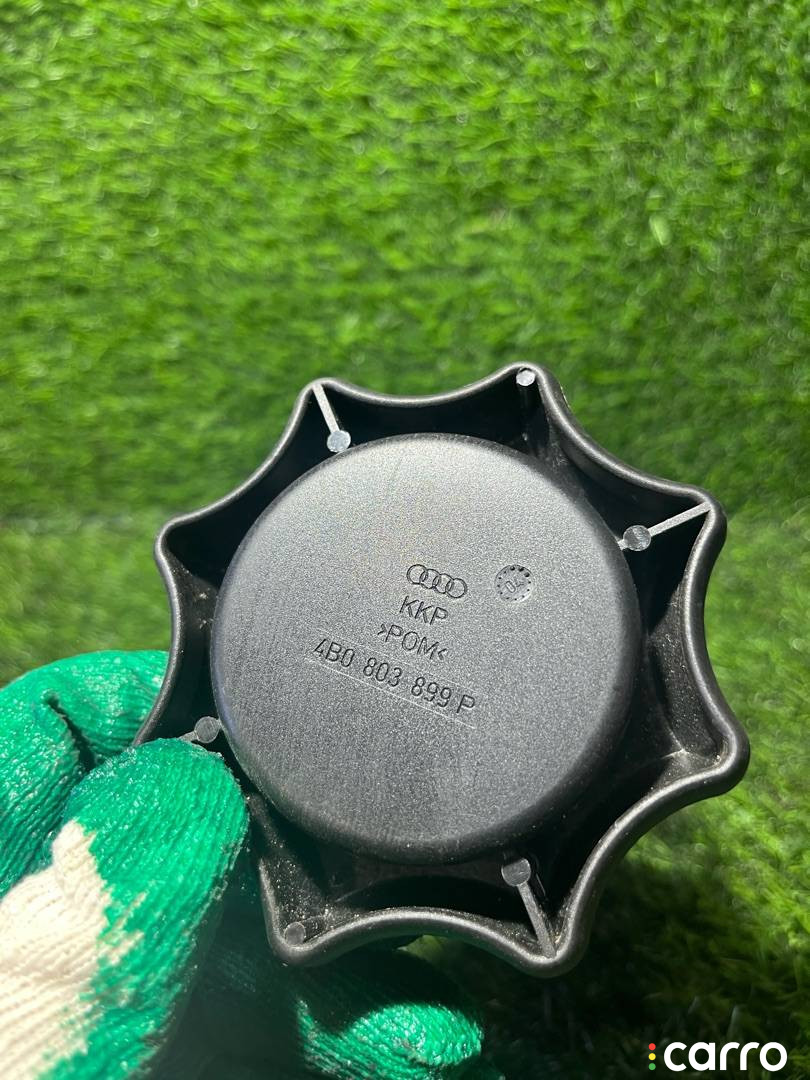 KKP
>POM<
4B0 803 899 P
carro